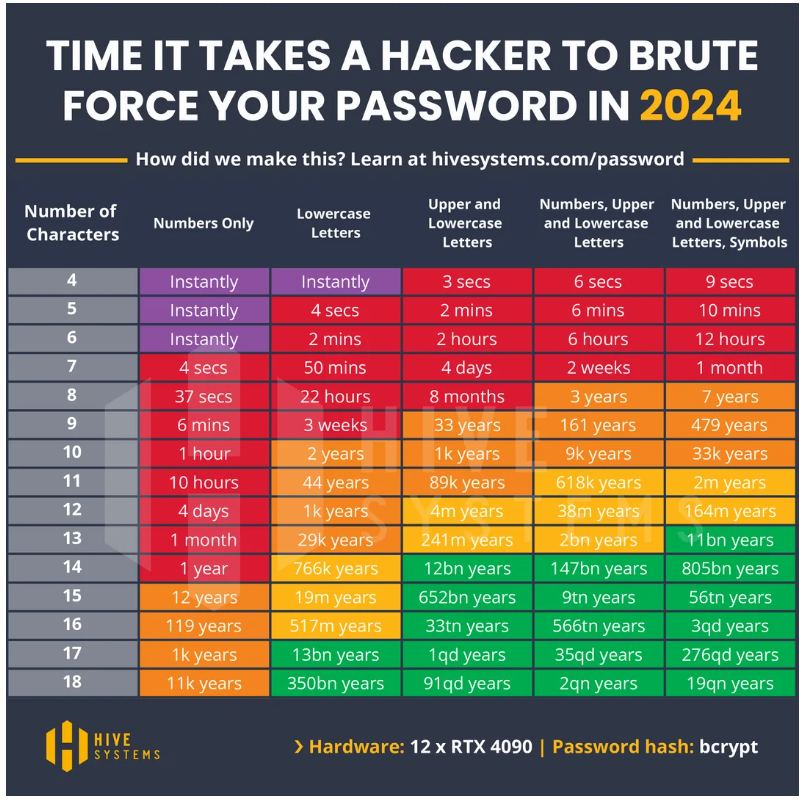 TIME IT TAKES A HACKER TO BRUTE
FORCE YOUR PASSWORD IN 2024
How did we make this? Learn at hivesystems.com/password
Number of Characters | Numbers Only | Lowercase Letters | Upper and Lowercase Letters | Numbers, Upper and Lowercase Letters | Numbers, Upper and Lowercase Letters, Symbols
4 | Instantly | Instantly | 3 secs | 6 secs | 9 secs
5 | Instantly | 4 secs | 2 mins | 6 mins | 10 mins
6 | Instantly | 2 mins | 2 hours | 6 hours | 12 hours
7 | 4 secs | 50 mins | 4 days | 2 weeks | 1 month
8 | 37 secs | 22 hours | 8 months | 3 years | 7 years
9 | 6 mins | 3 weeks | 33 years | 161 years | 479 years
10 | 1 hour | 2 years | 1k years | 9k years | 33k years
11 | 10 hours | 44 years | 89k years | 618k years | 2m years
12 | 4 days | 1k years | 4m years | 38m years | 164m years
13 | 1 month | 29k years | 241m years | 2bn years | 11bn years
14 | 1 year | 766k years | 12bn years | 147bn years | 805bn years
15 | 12 years | 19m years | 652bn years | 9tn years | 56tn years
16 | 119 years | 517m years | 33tn years | 566tn years | 3qd years
17 | 1k years | 13bn years | 1qd years | 35qd years | 276qd years
18 | 11k years | 350bn years | 91qd years | 2qn years | 19qn years
HIVE
SYSTEMS
HIVE
SYSTEMS
› Hardware: 12 x RTX 4090 | Password hash: bcrypt